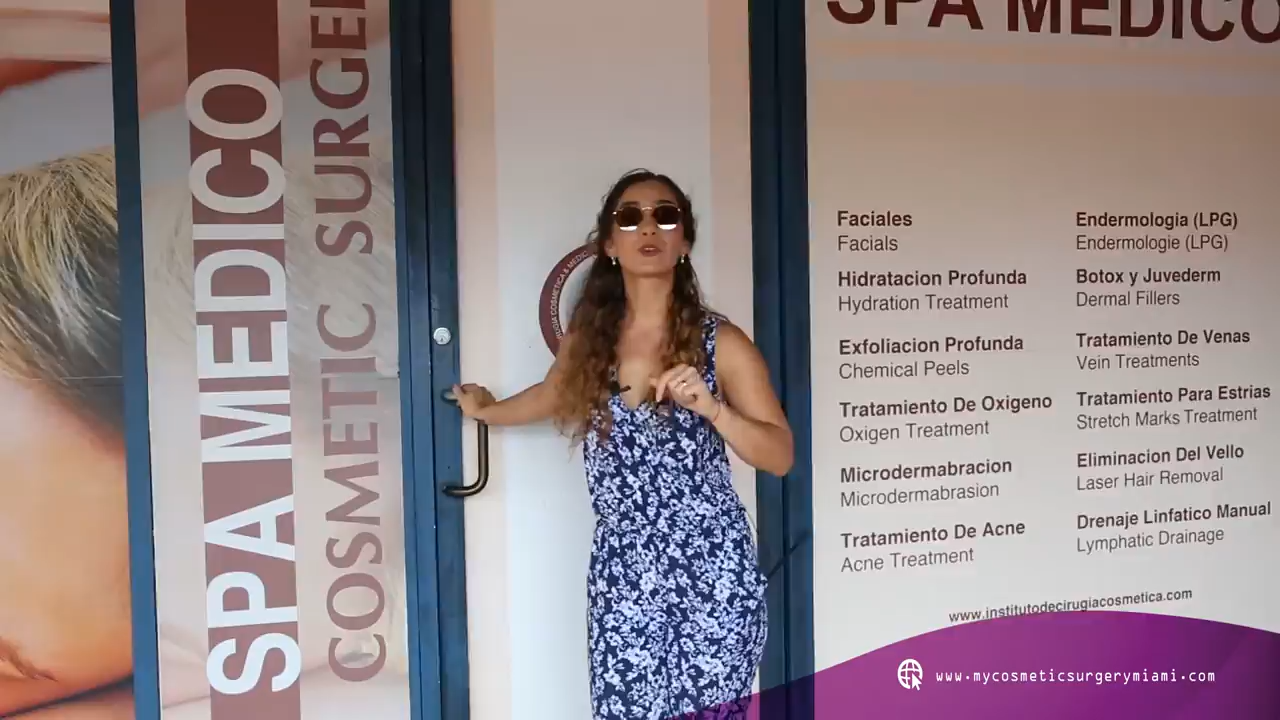 SPA MEDICO
COSMETIC SURGE
SPA MEDICO
Faciales
Facials
Hidratacion Profunda
Hydration Treatment
Exfoliacion Profunda
Chemical Peels
Tratamiento De Oxigeno
Oxigen Treatment
Microdermabracion
Microdermabrasion
Tratamiento De Acne
Acne Treatment
Endermologia (LPG)
Endermologie (LPG)
Botox y Juvederm
Dermal Fillers
Tratamiento De Venas
Vein Treatments
Tratamiento Para Estrias
Stretch Marks Treatment
Eliminacion Del Vello
Laser Hair Removal
Drenaje Linfatico Manual
Lymphatic Drainage
www.institutodecirugiacosmetica.com
www.mycosmeticsurgerymiami.com